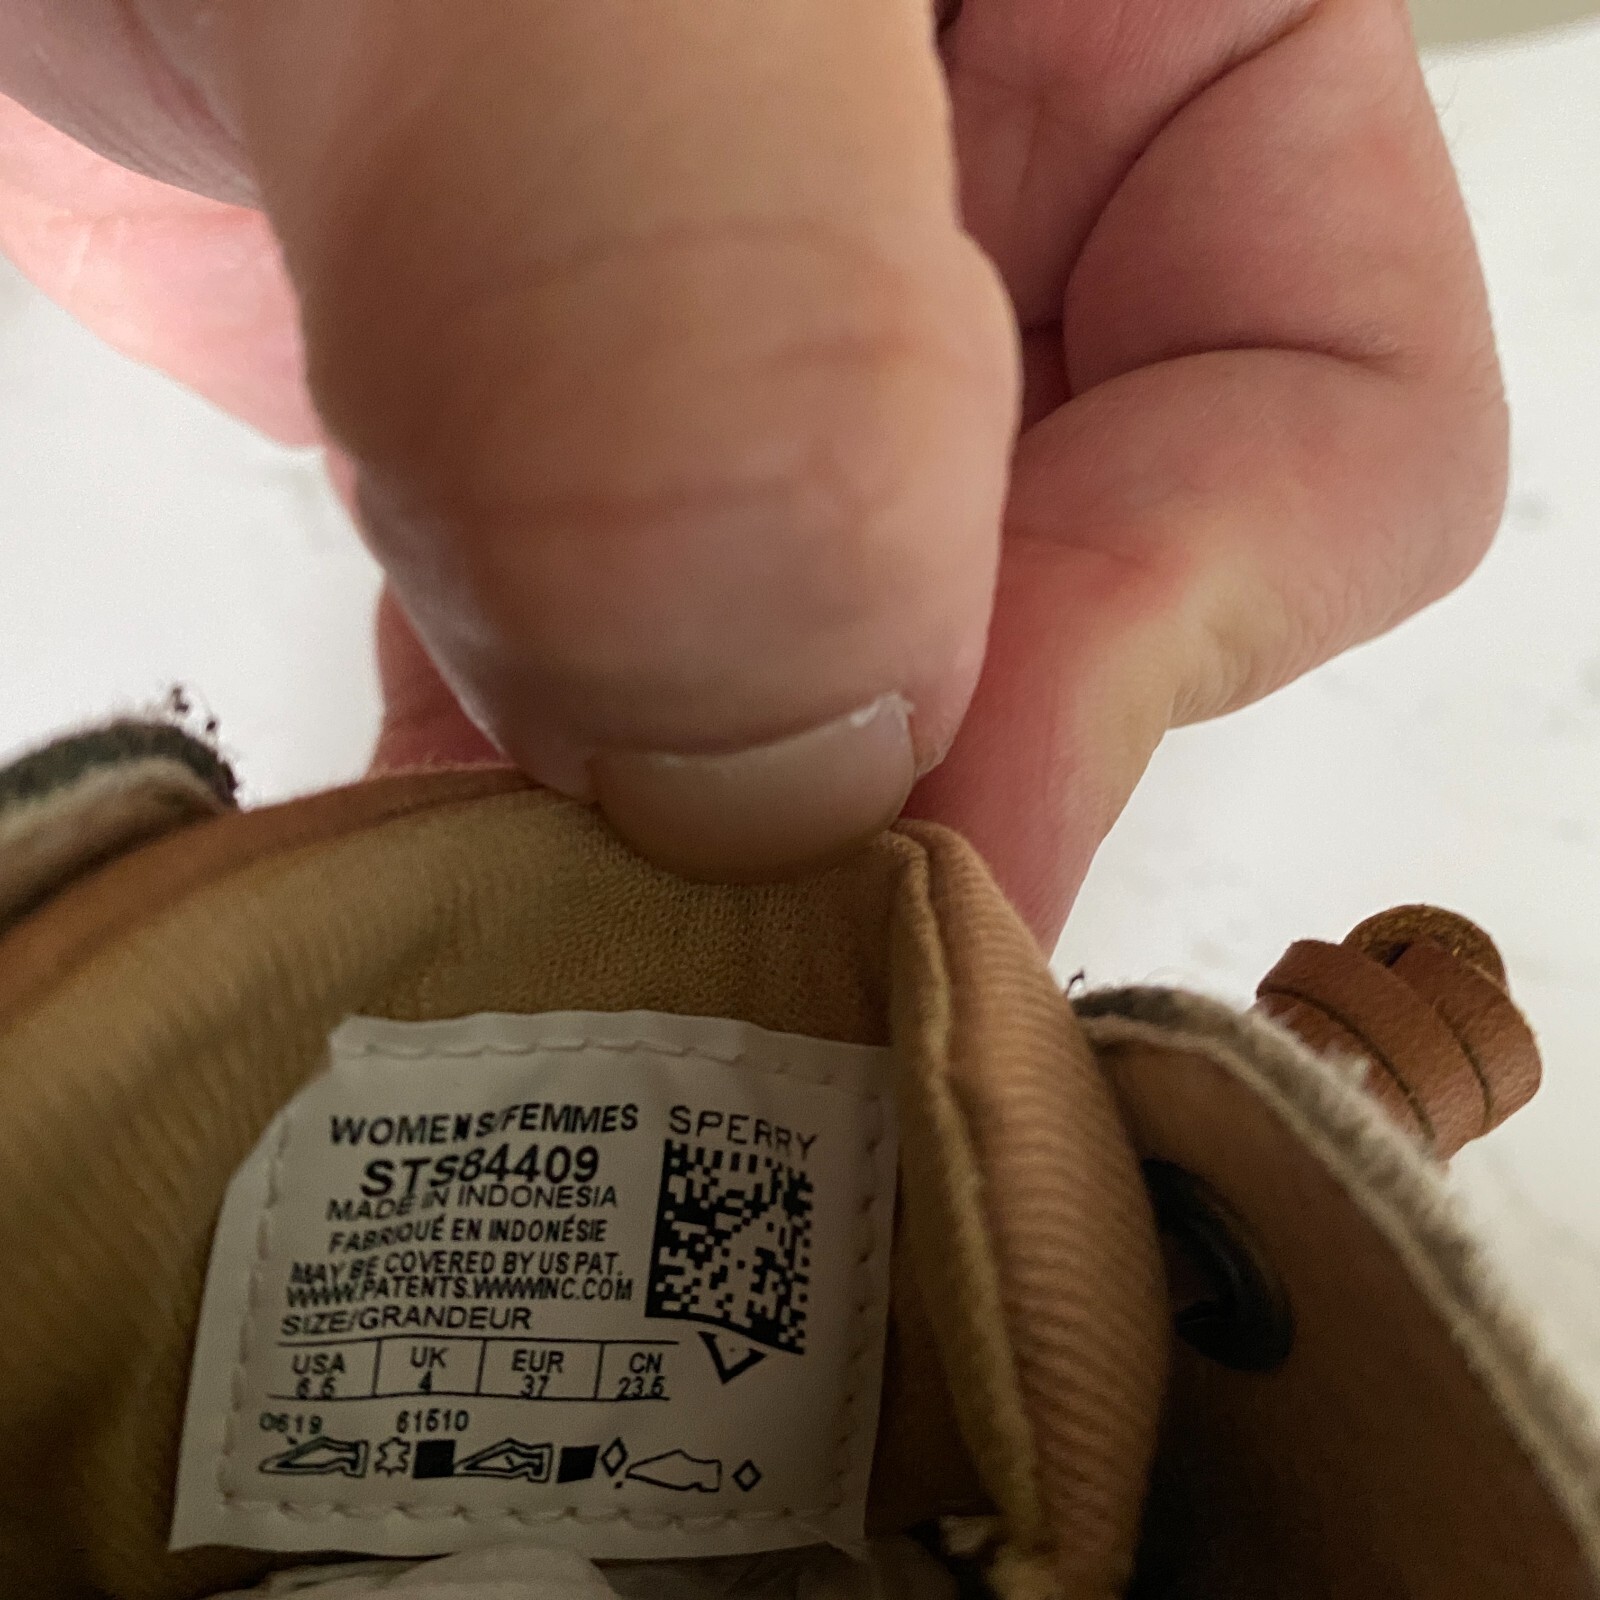 WOMENS/FEMMES
SPERRY
STS84409
MADE IN INDONESIA
FABRIQUÉ EN INDONÉSIE
MAY BE COVERED BY US PAT.
WWW.PATENTS.WWWINC.COM
SIZE/GRANDEUR
USA UK EUR CN
6.5 4 37 23.5
0619 61510